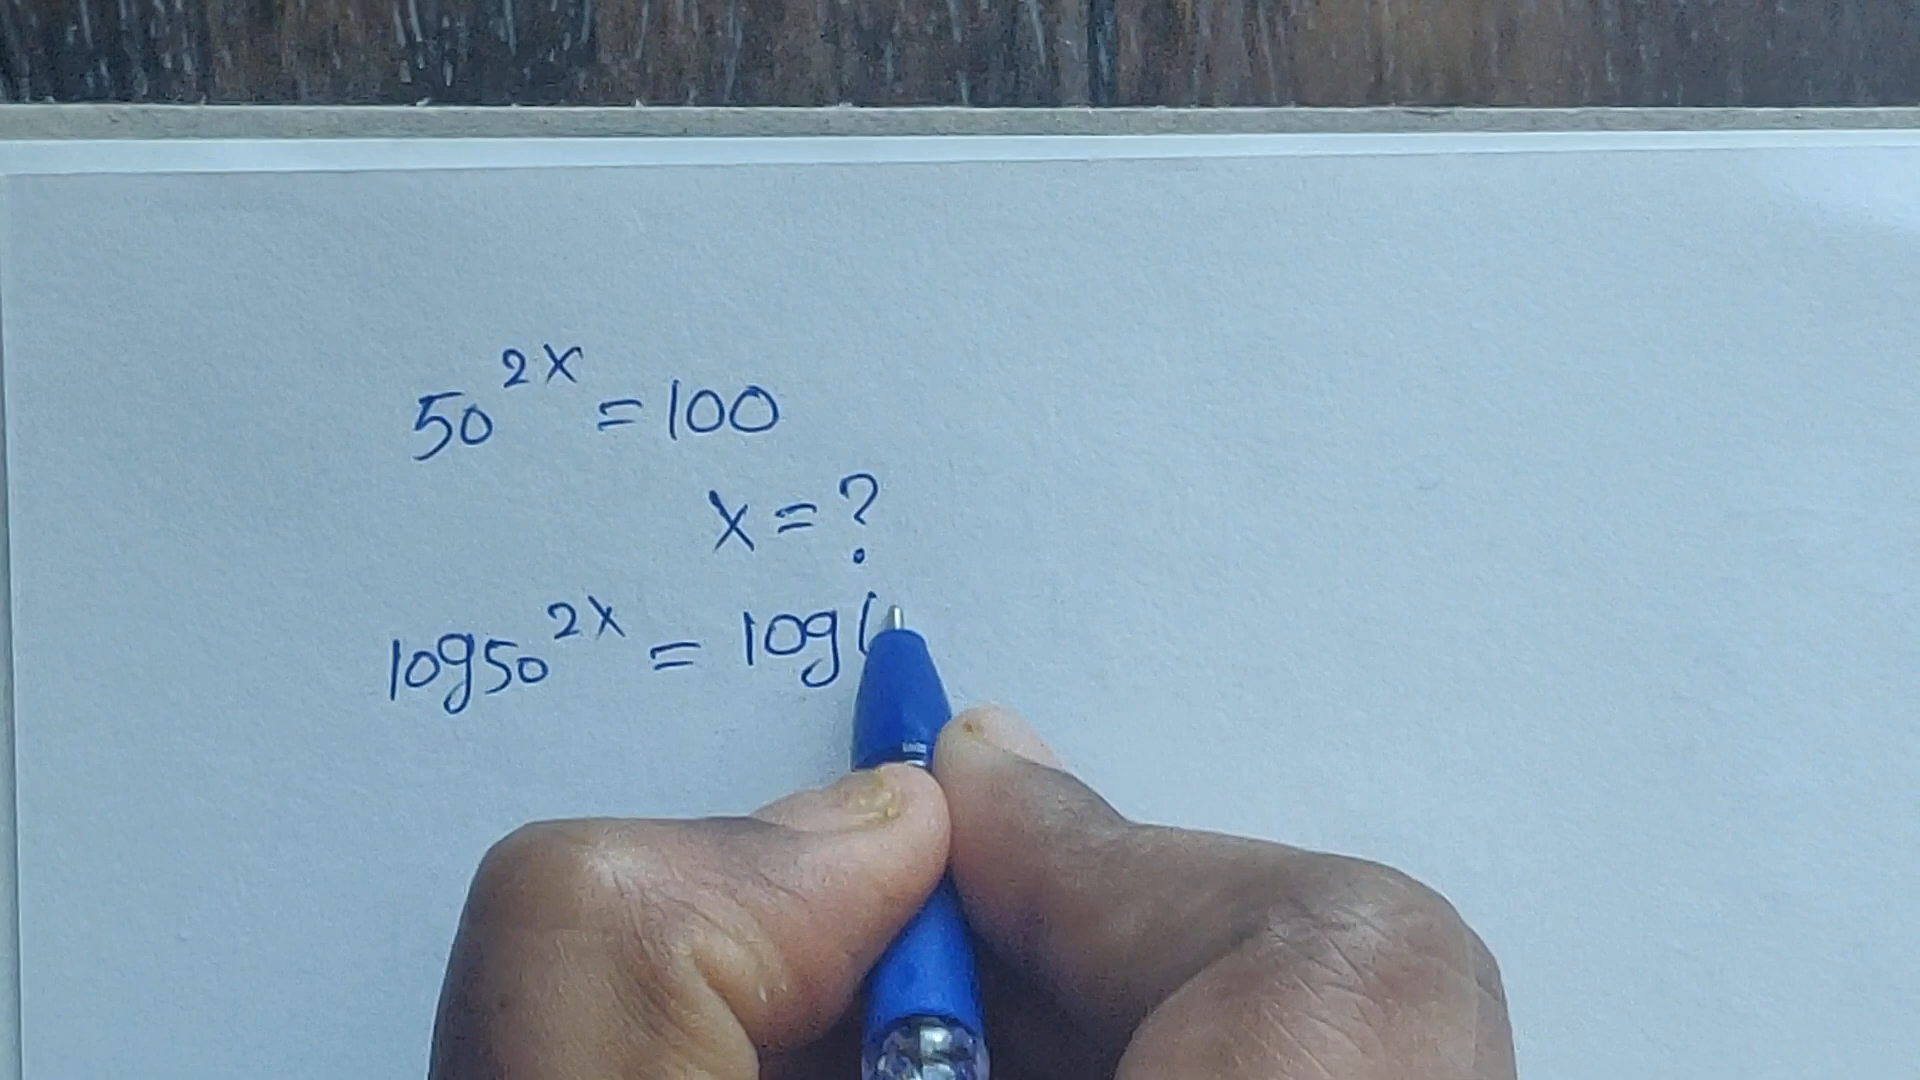 50^2x = 100
x = ?
log50^2x = log